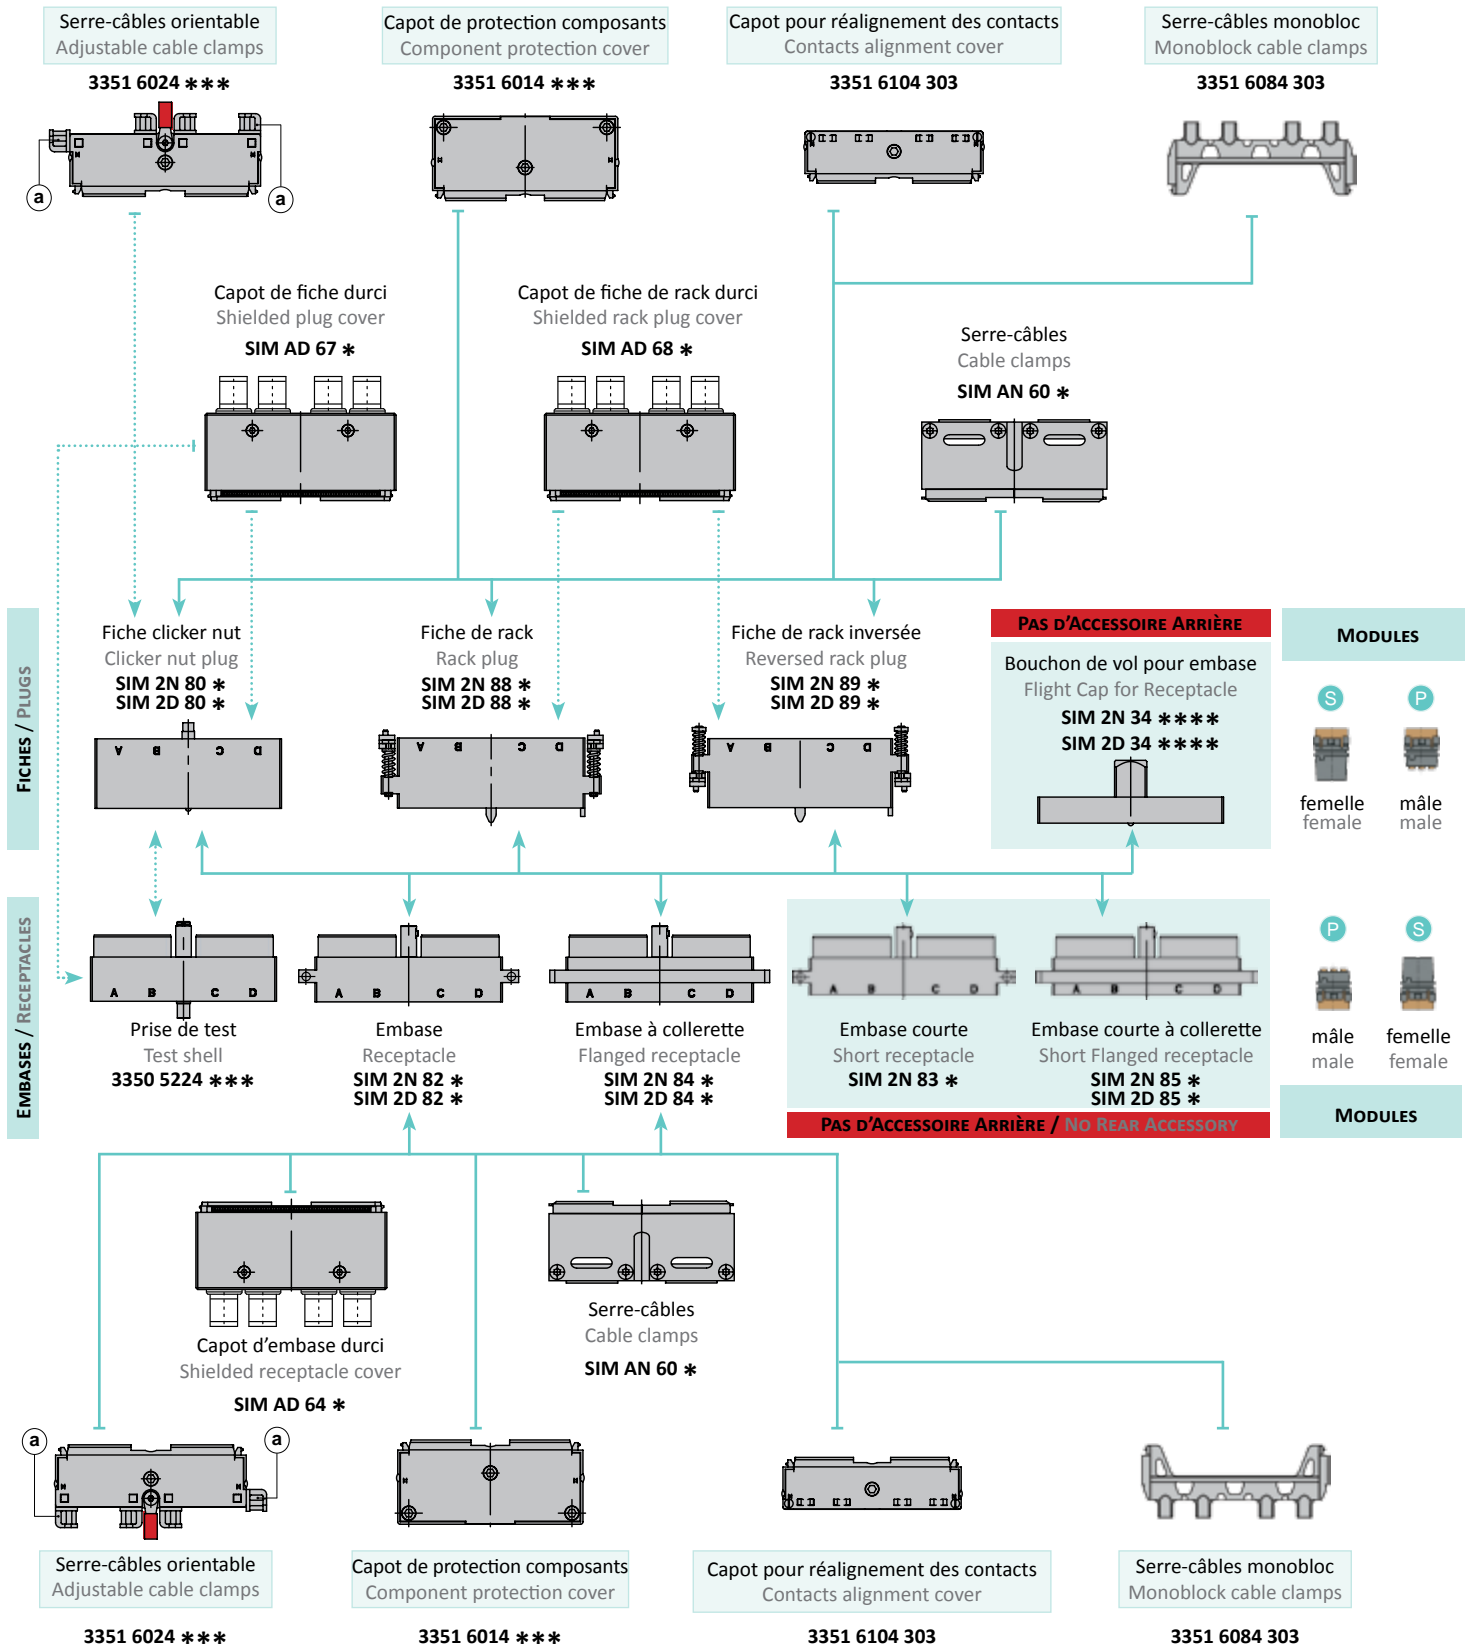 Serre-câbles orientable
Adjustable cable clamps
3351 6024 ***
a
a
Capot de protection composants
Component protection cover
3351 6014 ***
Capot pour réalignement des contacts
Contacts alignment cover
3351 6104 303
Serre-câbles monobloc
Monoblock cable clamps
3351 6084 303
Capot de fiche durci
Shielded plug cover
SIM AD 67 *
Capot de fiche de rack durci
Shielded rack plug cover
SIM AD 68 *
Serre-câbles
Cable clamps
SIM AN 60 *
FICHES / PLUGS
Fiche clicker nut
Clicker nut plug
SIM 2N 80 *
SIM 2D 80 *
A B C D
Fiche de rack
Rack plug
SIM 2N 88 *
SIM 2D 88 *
A B C D
Fiche de rack inversée
Reversed rack plug
SIM 2N 89 *
SIM 2D 89 *
A B C D
PAS D'ACCESSOIRE ARRIÈRE
Bouchon de vol pour embase
Flight Cap for Receptacle
SIM 2N 34 ****
SIM 2D 34 ****
MODULES
S P
femelle mâle
female male
EMBASES / RECEPTACLES
A B C D
Prise de test
Test shell
3350 5224 ***
A B C D
Embase
Receptacle
SIM 2N 82 *
SIM 2D 82 *
A B C D
Embase à collerette
Flanged receptacle
SIM 2N 84 *
SIM 2D 84 *
A B C D
Embase courte
Short receptacle
SIM 2N 83 *
A B C D
Embase courte à collerette
Short Flanged receptacle
SIM 2N 85 *
SIM 2D 85 *
PAS D'ACCESSOIRE ARRIÈRE / NO REAR ACCESSORY
P S
mâle femelle
male female
MODULES
Capot d'embase durci
Shielded receptacle cover
SIM AD 64 *
Serre-câbles
Cable clamps
SIM AN 60 *
a
a
Serre-câbles orientable
Adjustable cable clamps
3351 6024 ***
Capot de protection composants
Component protection cover
3351 6014 ***
Capot pour réalignement des contacts
Contacts alignment cover
3351 6104 303
Serre-câbles monobloc
Monoblock cable clamps
3351 6084 303